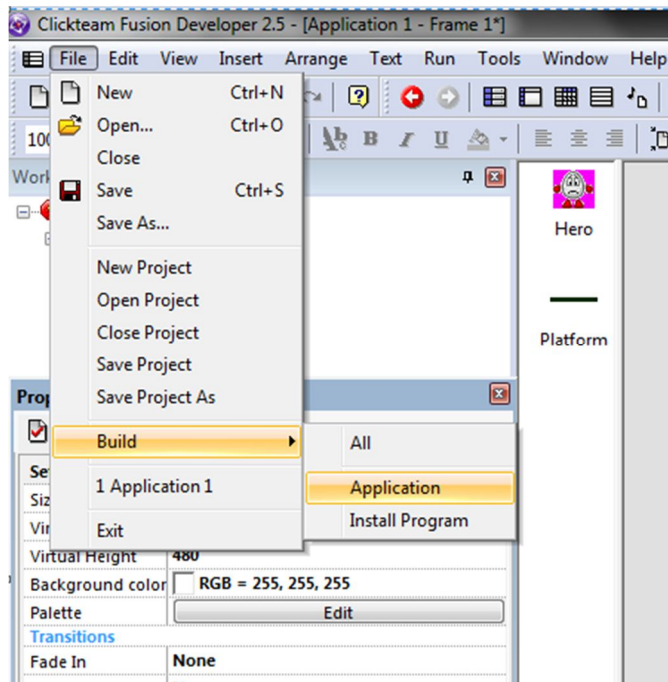 Clickteam Fusion Developer 2.5 - [Application 1 - Frame 1*]
File Edit View Insert Arrange Text Run Tools Window Help
New Ctrl+N
Open... Ctrl+O
Close
Save Ctrl+S
Save As...
New Project
Open Project
Close Project
Save Project
Save Project As
Build
1 Application 1
Exit
All
Application
Install Program
B I U
Hero
Platform
Virtual Height 480
Background color RGB = 255, 255, 255
Palette Edit
Transitions
Fade In None